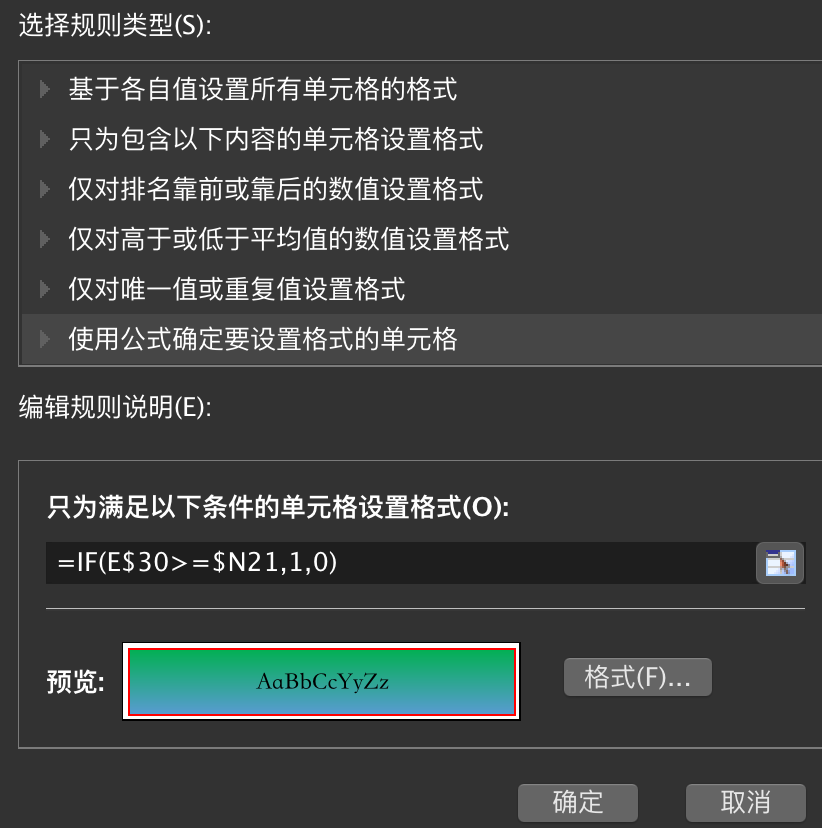 选择规则类型(S):
基于各自值设置所有单元格的格式
只为包含以下内容的单元格设置格式
仅对排名靠前或靠后的数值设置格式
仅对高于或低于平均值的数值设置格式
仅对唯一值或重复值设置格式
使用公式确定要设置格式的单元格
编辑规则说明(E):
只为满足以下条件的单元格设置格式(O):
=IF(E$30>=$N21,1,0)
预览: AaBbCcYyZz 格式(F)...
确定 取消